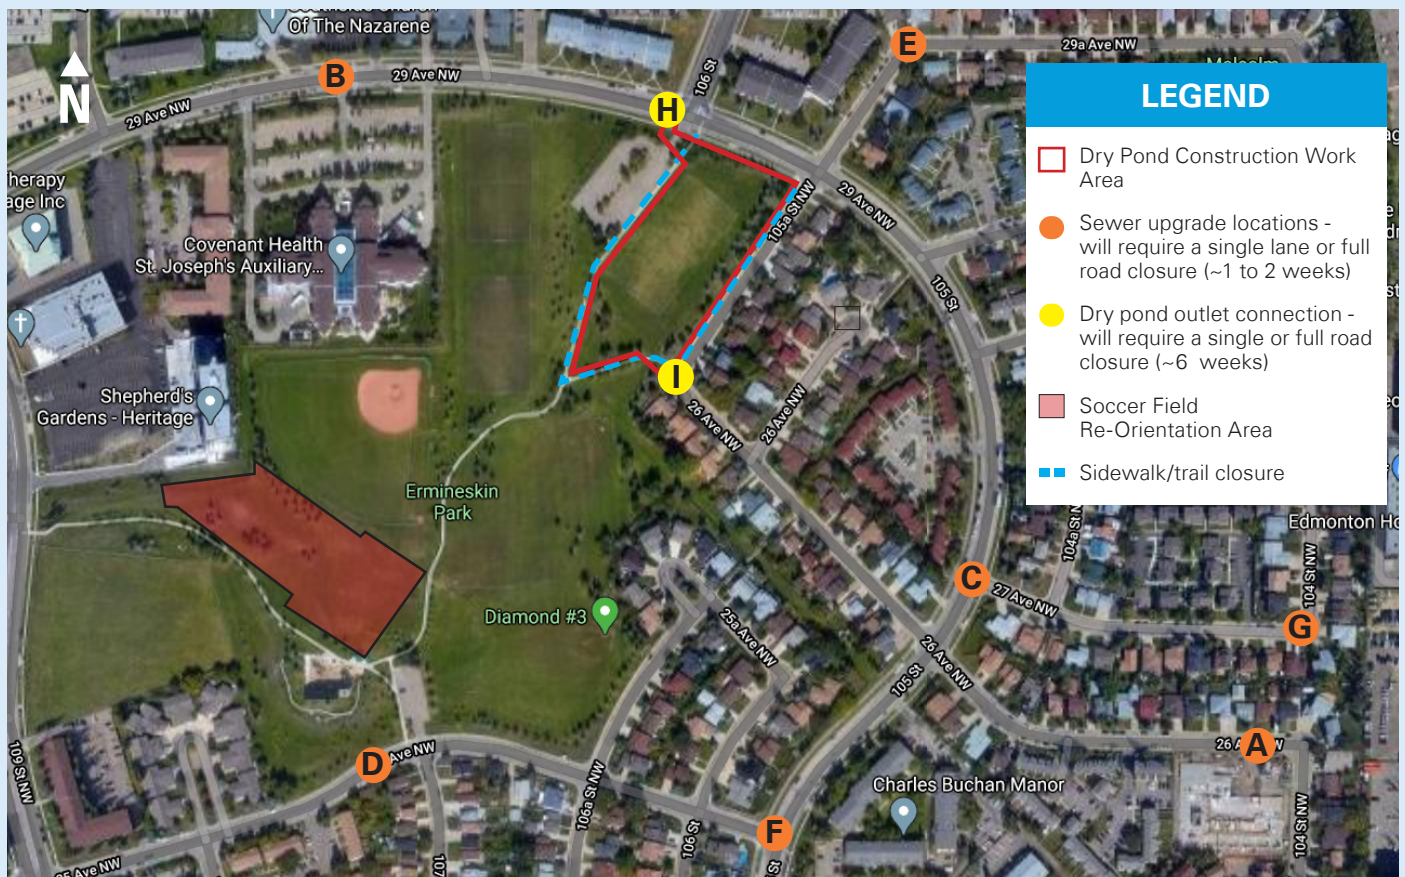 Of The Nazarene
N
B
29 Ave NW
29 Ave NW
106 St
H
E
29a Ave NW
LEGEND
Dry Pond Construction Work
Area
Sewer upgrade locations -
will require a single lane or full
road closure (~1 to 2 weeks)
Dry pond outlet connection -
will require a single or full road
closure (~6 weeks)
Soccer Field
Re-Orientation Area
Sidewalk/trail closure
age Inc
Covenant Health
St. Joseph's Auxiliary...
105a St NW
29 Ave NW
105 St
Shepherd's
Gardens - Heritage
I
26 Ave NW
26 Ave NW
Ermineskin
Park
Diamond #3
25a Ave NW
C
27 Ave NW
104a St N
Edmonton Ho
104 St NW
G
26 Ave NW
105 St
26 A
A
W
109 St NW
D
Ave NW
106a St NW
106 St
F
St
Charles Buchan Manor
104 St NW
107
Ave NW